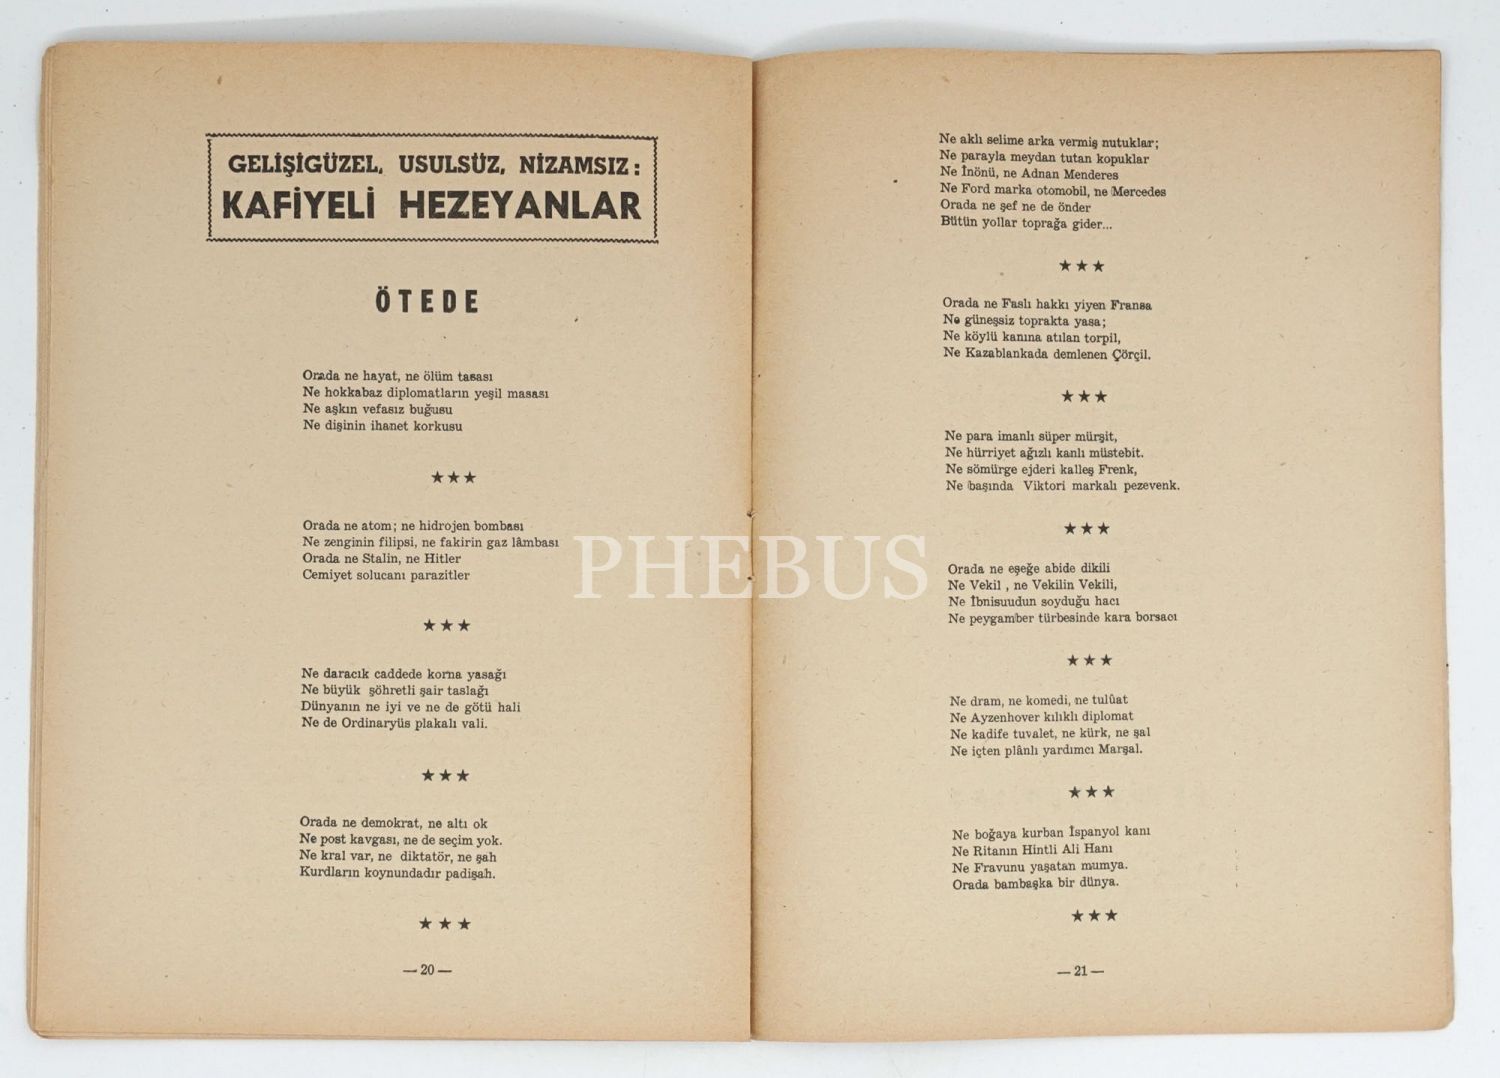 GELİŞİGÜZEL, USULSÜZ, NİZAMSIZ:
KAFİYELİ HEZEYANLAR
ÖTEDE
Orada ne hayat, ne ölüm tasası
Ne hokkabaz diplomatların yeşil masası
Ne aşkın vefasız buğusu
Ne dişinin ihanet korkusu
★★★
Orada ne atom; ne hidrojen bombası
Ne zenginin filipsi, ne fakirin gaz lâmbası
Orada ne Stalin, ne Hitler
Cemiyet solucanı parazitler
★★★
Ne daracık caddede korna yasağı
Ne büyük şöhretli şair taslağı
Dünyanın ne iyi ve ne de götü hali
Ne de Ordinaryüs plakalı vali.
★★★
Orada ne demokrat, ne altı ok
Ne post kavgası, ne de seçim yok.
Ne kral var, ne diktatör, ne şah
Kurdların koynundadır padişah.
★★★
—20—
Ne aklı selime arka vermiş nutuklar;
Ne parayla meydan tutan kopuklar
Ne İnönü, ne Adnan Menderes
Ne Ford marka otomobil, ne Mercedes
Orada ne şef ne de önder
Bütün yollar toprağa gider...
★★★
Orada ne Faslı hakkı yiyen Fransa
Ne güneşsiz toprakta yasa;
Ne köylü kanına atılan torpil,
Ne Kazablankada demlenen Çörçil.
★★★
Ne para imanlı süper mürşit,
Ne hürriyet ağızlı kanlı müstebit.
Ne sömürge ejderi kalleş Frenk,
Ne başında Viktori markalı pezevenk.
★★★
Orada ne eşeğe abide dikili
Ne Vekil , ne Vekilin Vekili,
Ne İbnisuudun soyduğu hacı
Ne peygamber türbesinde kara borsacı
★★★
Ne dram, ne komedi, ne tulûat
Ne Ayzenhover kılıklı diplomat
Ne kadife tuvalet, ne kürk, ne şal
Ne içten plânlı yardımcı Marşal.
★★★
Ne boğaya kurban İspanyol kanı
Ne Ritanın Hintli Ali Hanı
Ne Fravunu yaşatan mumya.
Orada bambaşka bir dünya.
★★★
—21—
PHEBUS